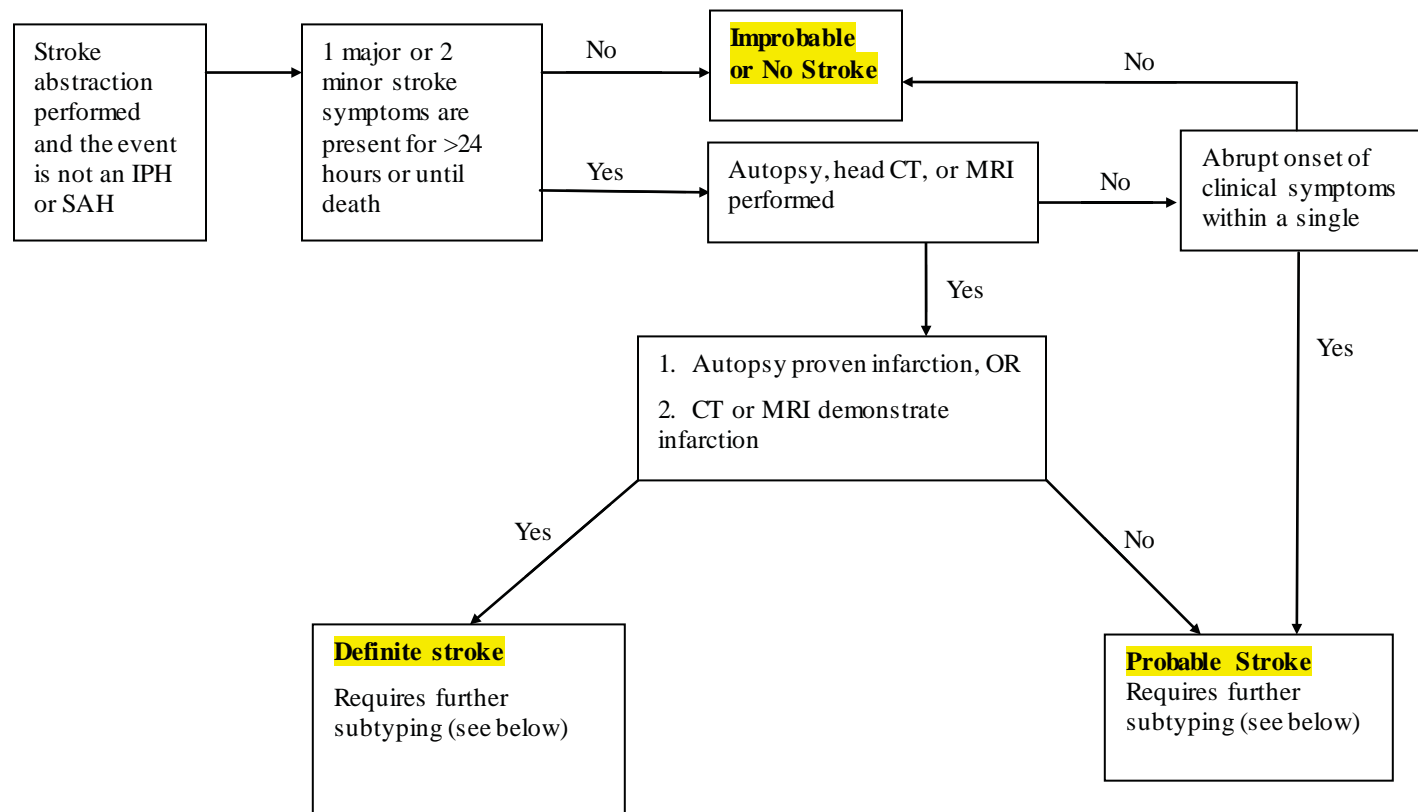 Stroke
abstraction
performed
and the event
is not an IPH
or SAH
1 major or 2
minor stroke
symptoms are
present for >24
hours or until
death
No
Improbable
or No Stroke
No
Yes
Autopsy, head CT, or MRI
performed
No
Abrupt onset of
clinical symptoms
within a single
Yes
Yes
1. Autopsy proven infarction, OR
2. CT or MRI demonstrate
infarction
Yes
No
Definite stroke
Requires further
subtyping (see below)
Probable Stroke
Requires further
subtyping (see below)